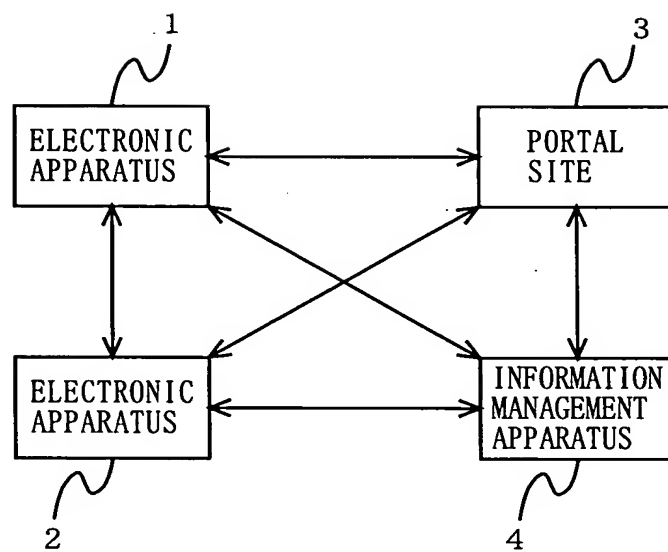 1
3
ELECTRONIC
APPARATUS
PORTAL
SITE
ELECTRONIC
APPARATUS
INFORMATION
MANAGEMENT
APPARATUS
2
4